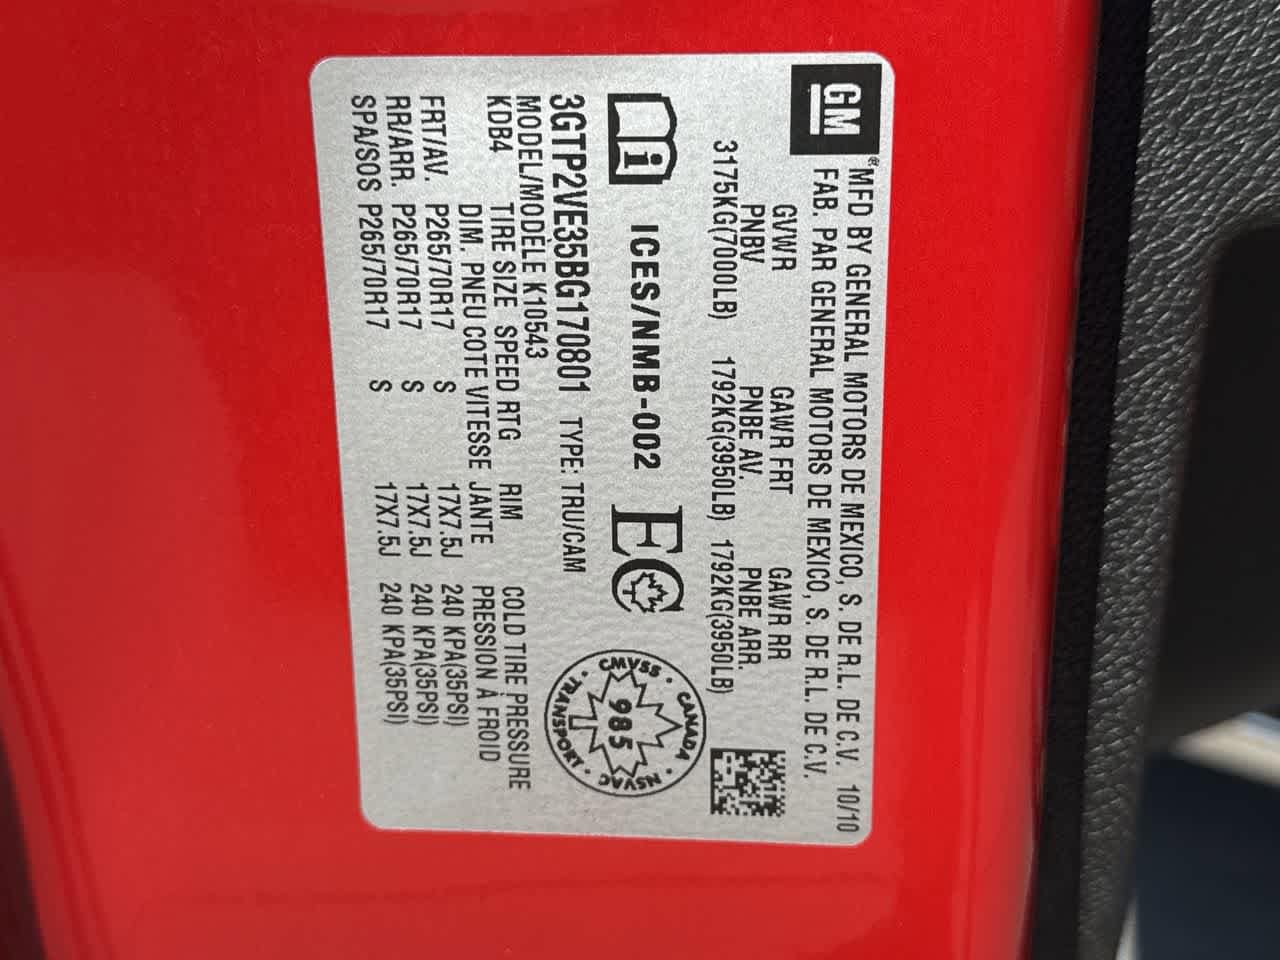 GM®
MFD BY GENERAL MOTORS DE MEXICO, S. DE R.L. DE C.V. 10/10
FAB. PAR GENERAL MOTORS DE MEXICO, S. DE R.L. DE C.V.
GVWR GAWR FRT GAWR RR
PNBV PNBE AV. PNBE ARR.
3175KG(7000LB) 1792KG(3950LB) 1792KG(3950LB)
i ICES/NMB-002 EC
CANADA · NSVAC · TRANSPORT · CMVSS ·
985
3GTP2VE35BG170801 TYPE: TRU/CAM
MODEL/MODÈLE K10543
KDB4 TIRE SIZE SPEED RTG RIM COLD TIRE PRESSURE
DIM. PNEU COTE VITESSE JANTE PRESSION À FROID
FRT/AV. P265/70R17 S 17X7.5J 240 KPA(35PSI)
RR/ARR. P265/70R17 S 17X7.5J 240 KPA(35PSI)
SPA/SOS P265/70R17 S 17X7.5J 240 KPA(35PSI)